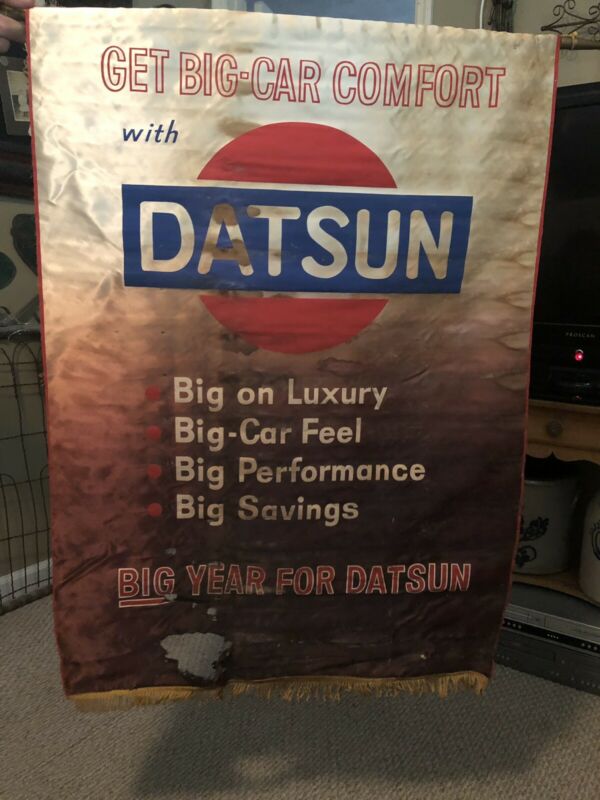 GET BIG-CAR COMFORT
with
DATSUN
Big on Luxury
Big-Car Feel
Big Performance
Big Savings
BIG YEAR FOR DATSUN
PROSCAN